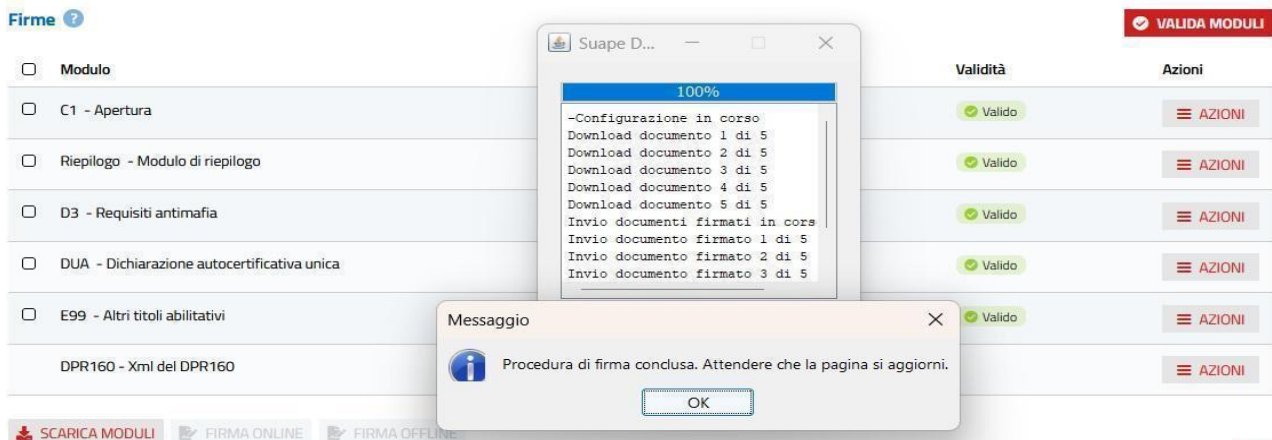 Firme ?
VALIDA MODULI
Modulo
Validità
Azioni
C1 - Apertura
Valido
AZIONI
Riepilogo - Modulo di riepilogo
Valido
AZIONI
D3 - Requisiti antimafia
Valido
AZIONI
DUA - Dichiarazione autocertificativa unica
Valido
AZIONI
E99 - Altri titoli abilitativi
Valido
AZIONI
DPR160 - Xml del DPR160
AZIONI
SCARICA MODULI
FIRMA ONLINE
FIRMA OFFLINE
Suape D...
100%
-Configurazione in corso
Download documento 1 di 5
Download documento 2 di 5
Download documento 3 di 5
Download documento 4 di 5
Download documento 5 di 5
Invio documenti firmati in cors
Invio documento firmato 1 di 5
Invio documento firmato 2 di 5
Invio documento firmato 3 di 5
Messaggio
Procedura di firma conclusa. Attendere che la pagina si aggiorni.
OK